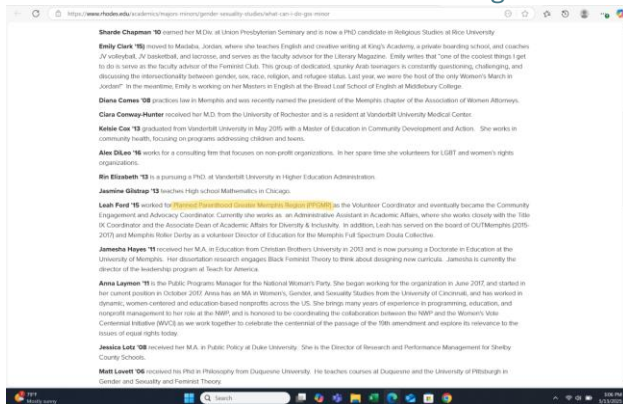 https://www.rhodes.edu/academics/majors-minors/gender-sexuality-studies/what-can-i-do-gss-minor
Sharde Chapman '10 earned her M.Div. at Union Presbyterian Seminary and is now a PhD candidate in Religious Studies at Rice University
Emily Clark '15) moved to Madaba, Jordan, where she teaches English and creative writing at King's Academy, a private boarding school, and coaches
JV volleyball, JV basketball, and lacrosse, and serves as the faculty advisor for the Literary Magazine. Emily writes that "one of the coolest things I get
to do is serve as the faculty advisor of the Feminist Club. This group of dedicated, spunky Arab teenagers is constantly questioning, challenging, and
discussing the intersectionality between gender, sex, race, religion, and refugee status. Last year, we were the host of the only Women's March in
Jordan!" In the meantime, Emily is working on her Masters in English at the Bread Loaf School of English at Middlebury College.
Diana Comes '08 practices law in Memphis and was recently named the president of the Memphis chapter of the Association of Women Attorneys.
Ciara Conway-Hunter received her M.D. from the University of Rochester and is a resident at Vanderbilt University Medical Center.
Kelsie Cox '13 graduated from Vanderbilt University in May 2015 with a Master of Education in Community Development and Action. She works in
community health, focusing on programs addressing children and teens.
Alex DiLeo '16 works for a consulting firm that focuses on non-profit organizations. In her spare time she volunteers for LGBT and women's rights
organizations.
Rin Elizabeth '13 is a pursuing a PhD. at Vanderbilt University in Higher Education Administration.
Jasmine Gilstrap '13 teaches High school Mathematics in Chicago.
Leah Ford '15 worked for Planned Parenthood Greater Memphis Region (PPGMR) as the Volunteer Coordinator and eventually became the Community
Engagement and Advocacy Coordinator. Currently she works as an Administrative Assistant in Academic Affairs, where she works closely with the Title
IX Coordinator and the Associate Dean of Academic Affairs for Diversity & Inclusivity. In addition, Leah has served on the board of OUTMemphis (2015-
2017) and Memphis Roller Derby as a volunteer Director of Education for the Memphis Full Spectrum Doula Collective.
Jamesha Hayes '11 received her M.A. in Education from Christian Brothers University in 2013 and is now pursuing a Doctorate in Education at the
University of Memphis. Her dissertation research engages Black Feminist Theory to think about designing new curricula. Jamesha is currently the
director of the leadership program at Teach for America.
Anna Laymon '11 is the Public Programs Manager for the National Woman's Party. She began working for the organization in June 2017, and started in
her current position in October 2017. Anna has an MA in Women's, Gender, and Sexuality Studies from the University of Cincinnati, and has worked in
dynamic, women-centered and education-based nonprofits across the US. She brings many years of experience in programming, education, and
nonprofit management to her role at the NWP, and is honored to be coordinating the collaboration between the NWP and the Women's Vote
Centennial Initiative (WVCI) as we work together to celebrate the centennial of the passage of the 19th amendment and explore its relevance to the
issues of equal rights today.
Jessica Lotz '08 received her M.A. in Public Policy at Duke University. She is the Director of Research and Performance Management for Shelby
County Schools.
Matt Lovett '06 received his Phd in Philosophy from Duquesne University. He teaches courses at Duquesne and the University of Pittsburgh in
Gender and Sexuality and Feminist Theory.
79°F
Mostly sunny
Search
3:06 PM
5/13/2025